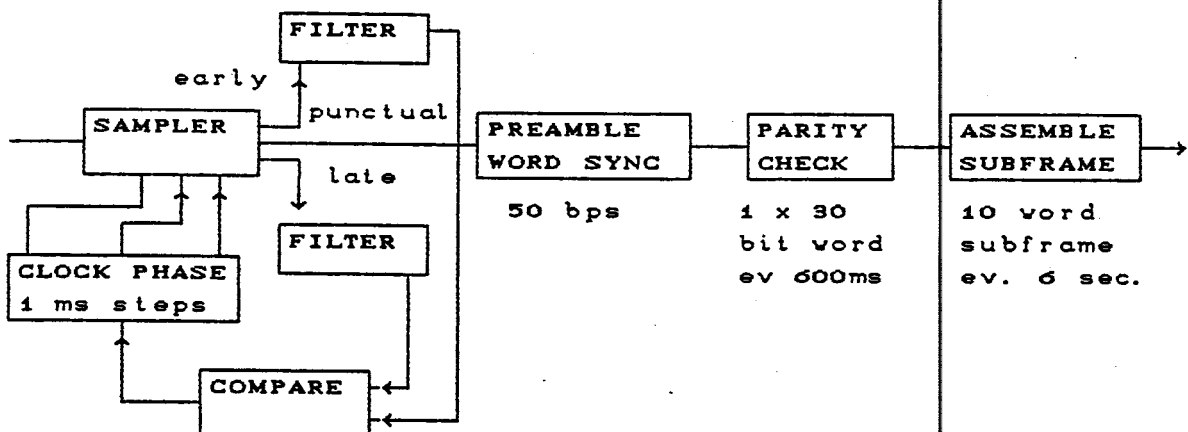 FILTER
early
punctual
SAMPLER
late
FILTER
CLOCK PHASE
1 ms steps
COMPARE
PREAMBLE
WORD SYNC
50 bps
PARITY
CHECK
1 x 30
bit word
ev 600ms
ASSEMBLE
SUBFRAME
10 word
subframe
ev. 6 sec.